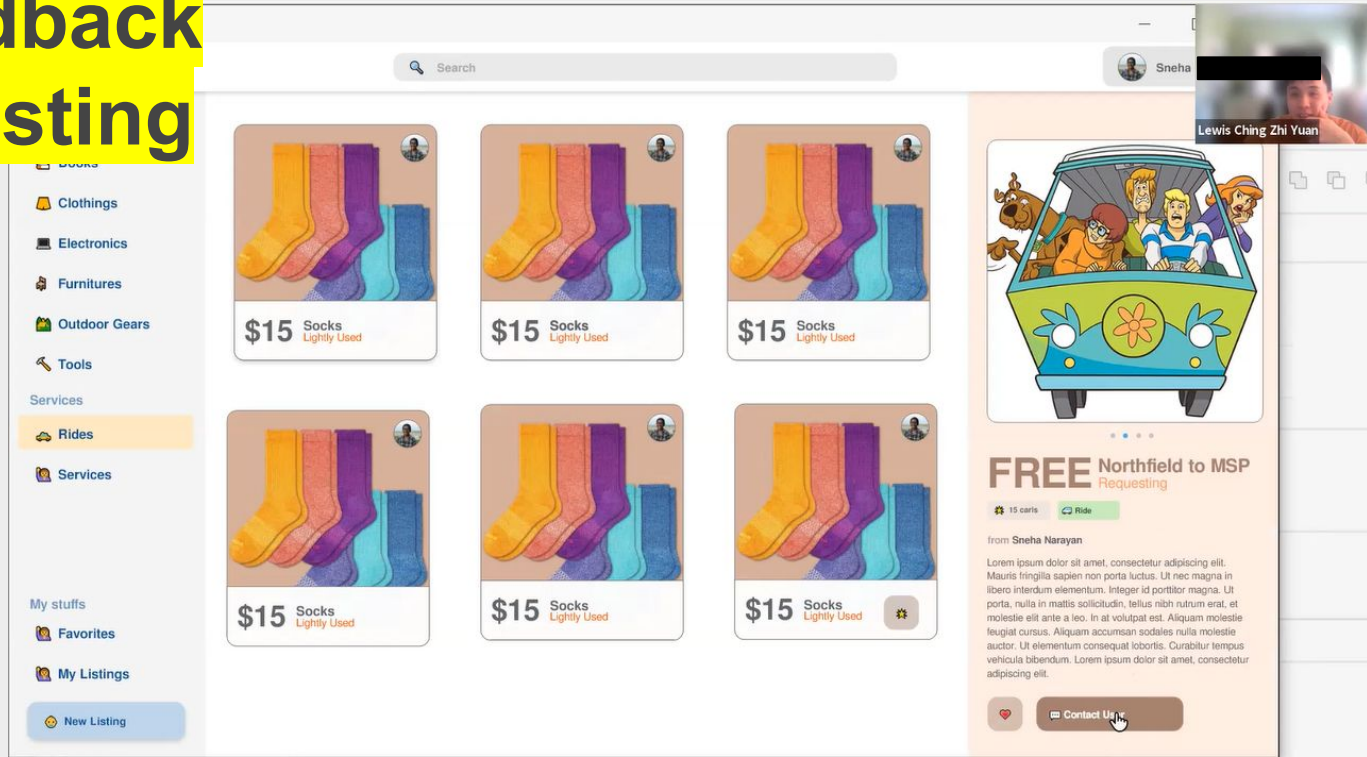 dback
sting
Search
Sneha
Lewis Ching Zhi Yuan
Books
Clothings
Electronics
Furnitures
Outdoor Gears
Tools
Services
Rides
Services
My stuffs
Favorites
My Listings
New Listing
$15 Socks
Lightly Used
$15 Socks
Lightly Used
$15 Socks
Lightly Used
$15 Socks
Lightly Used
$15 Socks
Lightly Used
$15 Socks
Lightly Used
FREE Northfield to MSP
Requesting
15 carls Ride
from Sneha Narayan
Lorem ipsum dolor sit amet, consectetur adipiscing elit.
Mauris fringilla sapien non porta luctus. Ut nec magna in
libero interdum elementum. Integer id porttitor magna. Ut
porta, nulla in mattis sollicitudin, tellus nibh rutrum erat, et
molestie elit ante a leo. In at volutpat est. Aliquam molestie
feugiat cursus. Aliquam accumsan sodales nulla molestie
auctor. Ut elementum consequat lobortis. Curabitur tempus
vehicula bibendum. Lorem ipsum dolor sit amet, consectetur
adipiscing elit.
Contact User